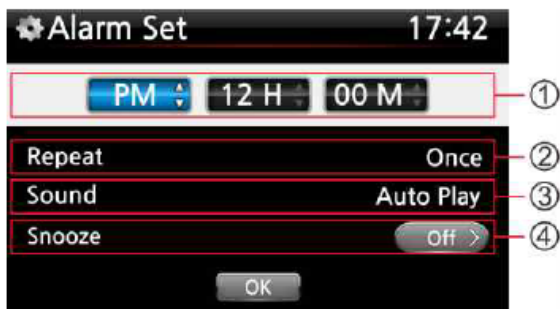 Alarm Set 17:42
PM 12 H 00 M ①
Repeat Once ②
Sound Auto Play ③
Snooze Off > ④
OK